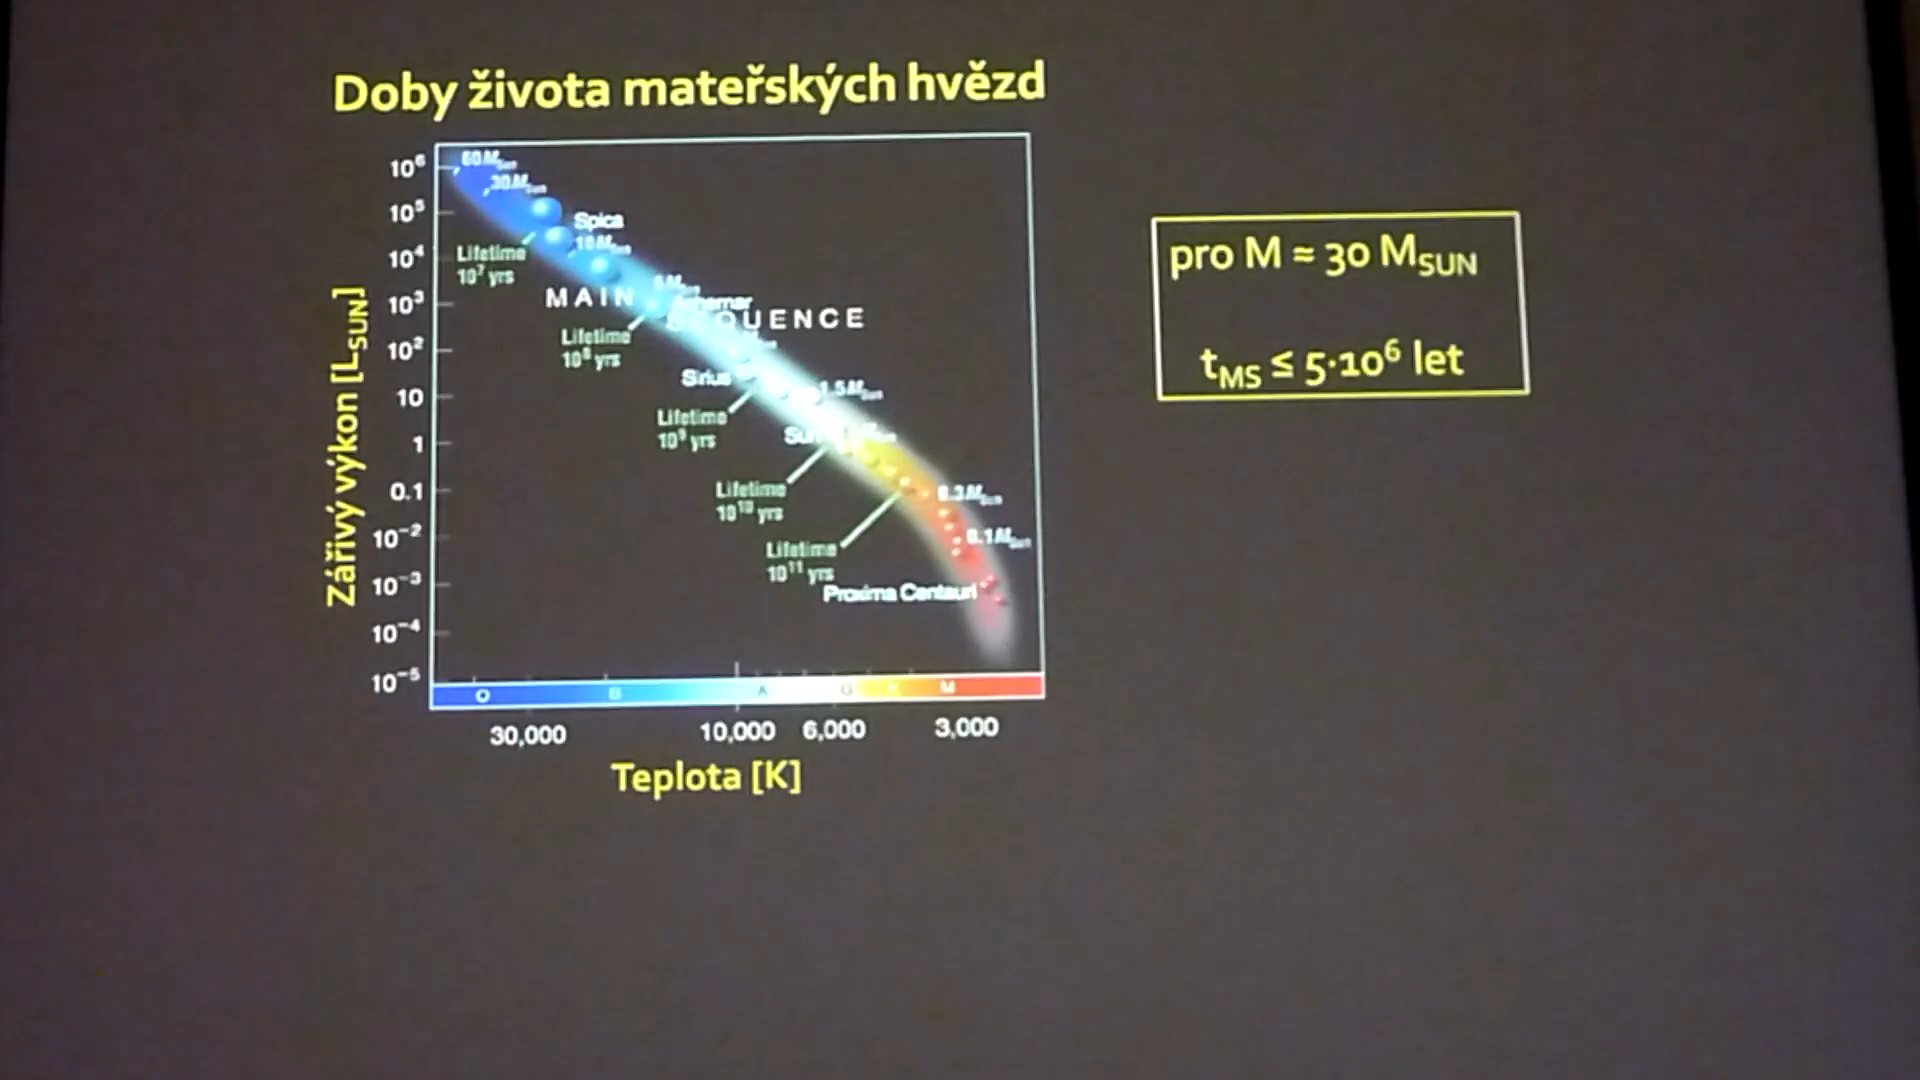 Doby života mateřských hvězd
10⁶
10⁵
10⁴
10³
10²
10
1
0.1
10⁻²
10⁻³
10⁻⁴
10⁻⁵
Zářivý výkon [L_SUN]
60 M_Sun
30 M_Sun
Spica
10 M_Sun
Lifetime
10⁷ yrs
MAIN
SEQUENCE
Lifetime
10⁸ yrs
Sirius
1.5 M_Sun
Lifetime
10⁹ yrs
Sun
Lifetime
10¹⁰ yrs
0.3 M_Sun
0.1 M_Sun
Lifetime
10¹¹ yrs
Proxima Centauri
O B A G K M
30,000 10,000 6,000 3,000
Teplota [K]
pro M ≈ 30 M_SUN
t_MS ≤ 5·10⁶ let